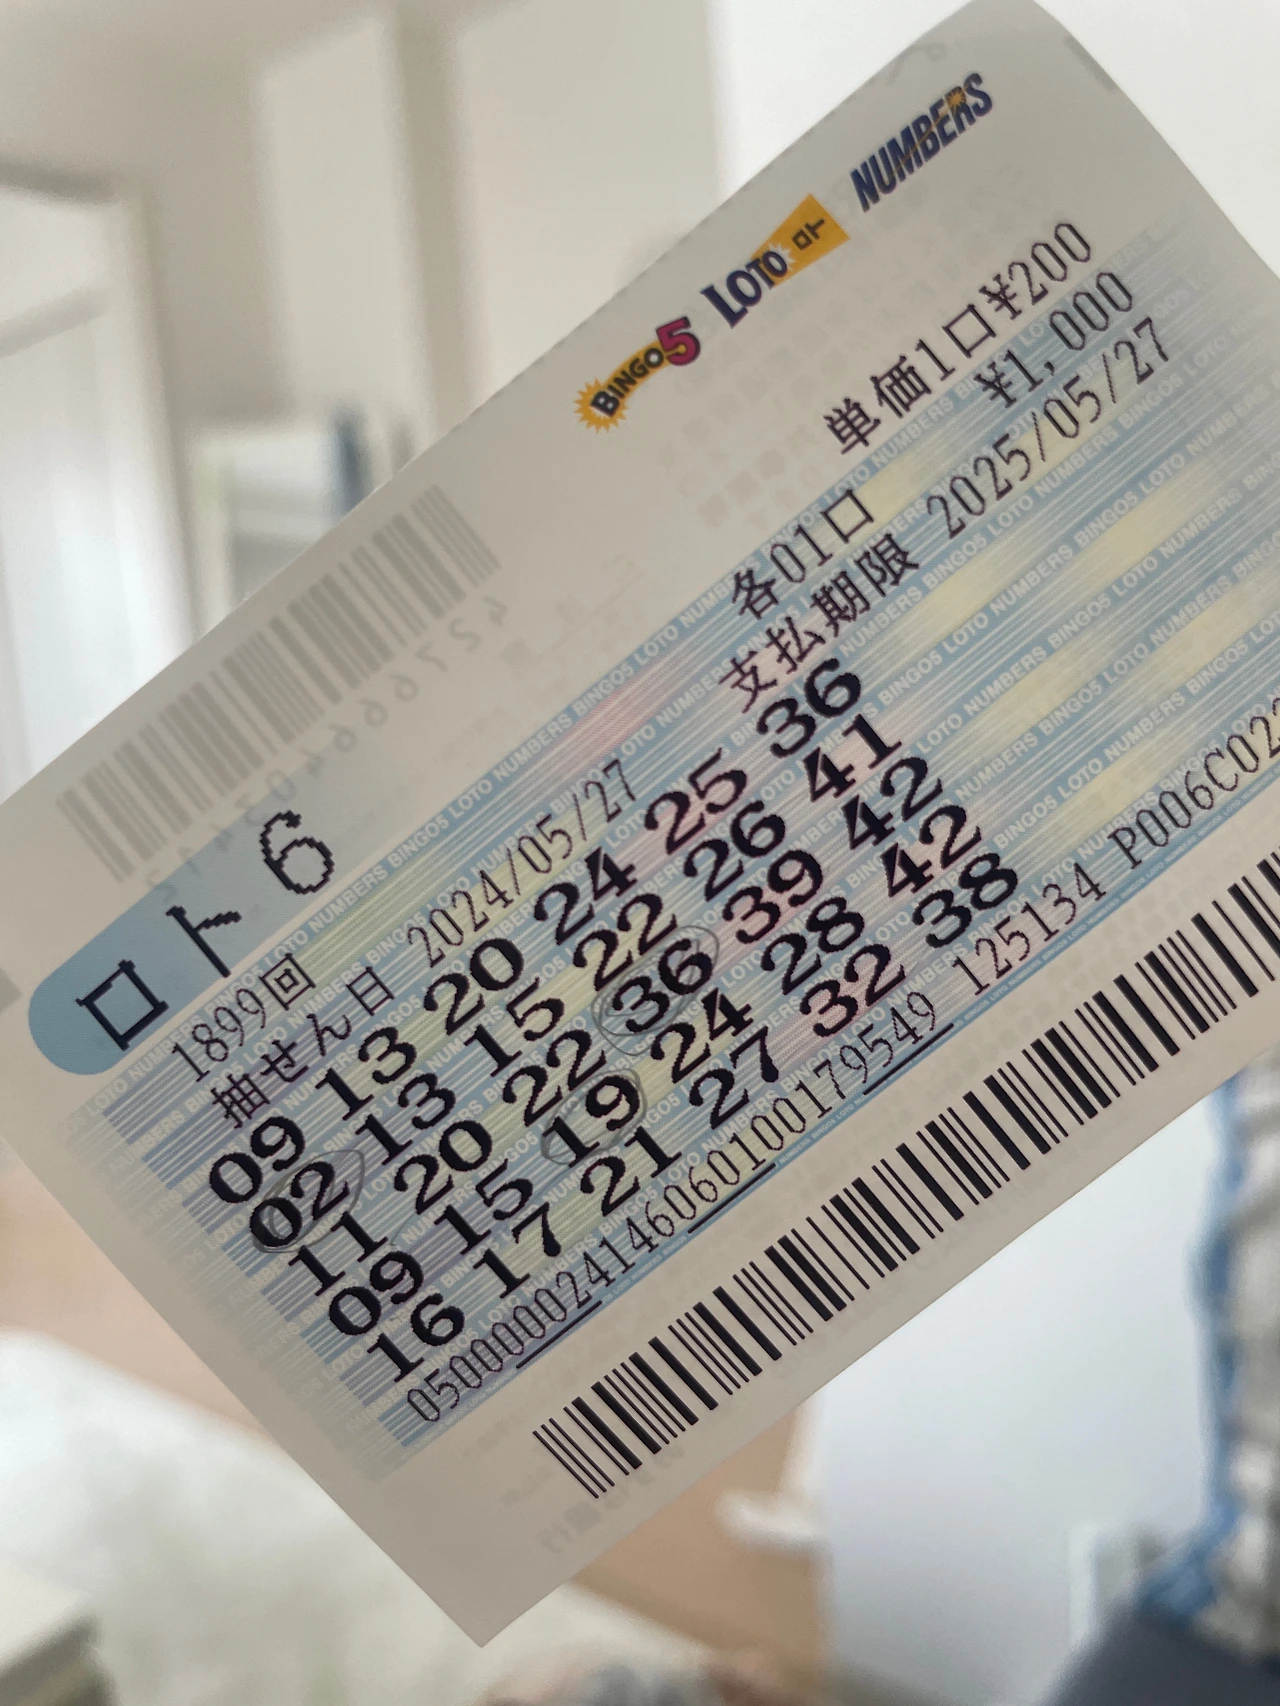 BINGO5 LOTO ロト NUMBERS
ロト6
単価1口¥200
1899回 各01口 ¥1,000
抽せん日 2024/05/27 支払期限 2025/05/27
09 13 20 24 25 36
02 13 15 22 26 41
11 20 22 36 39 42
09 15 19 24 28 42
16 17 21 27 32 38
050000024146060100179549 125134 P006C02